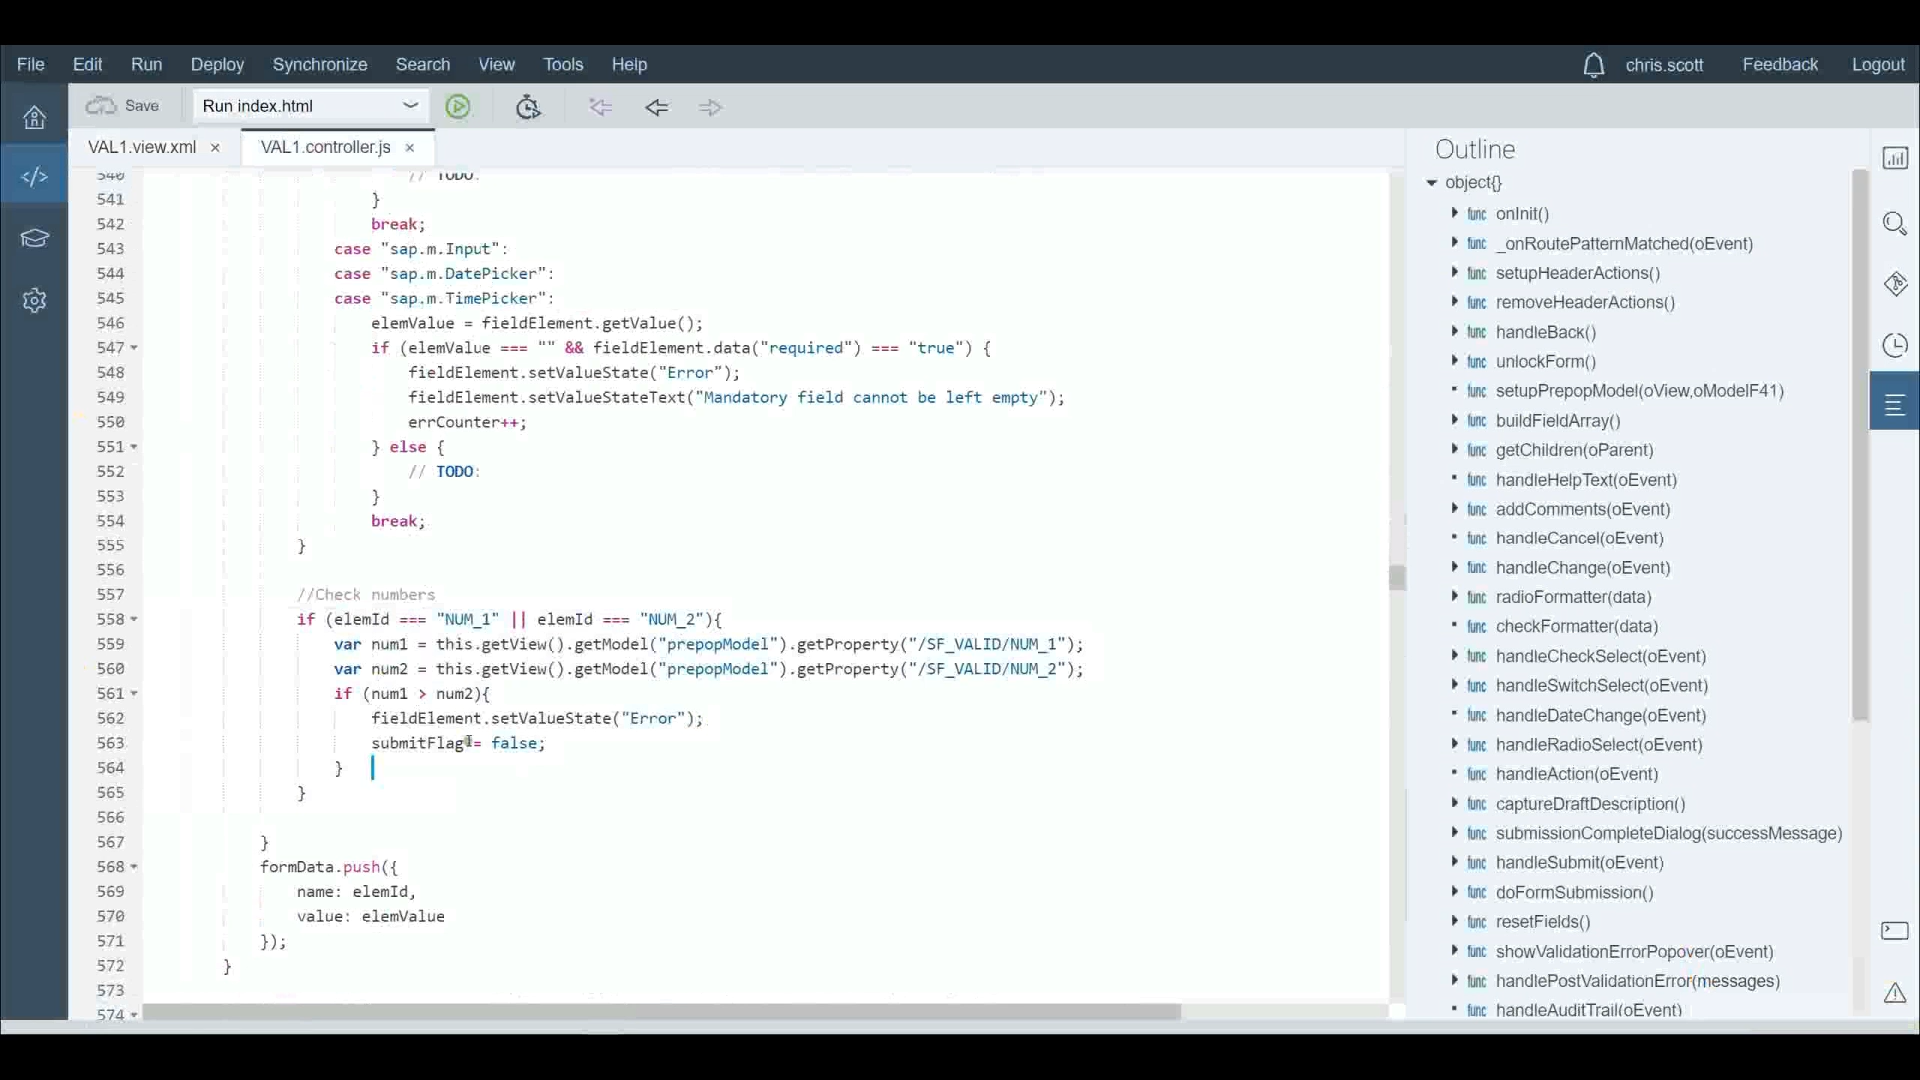 File Edit Run Deploy Synchronize Search View Tools Help chris.scott Feedback Logout
Save Run index.html
VAL1.view.xml × VAL1.controller.js ×
540 // TODO:
541 }
542 break;
543 case "sap.m.Input":
544 case "sap.m.DatePicker":
545 case "sap.m.TimePicker":
546 elemValue = fieldElement.getValue();
547 if (elemValue === "" && fieldElement.data("required") === "true") {
548 fieldElement.setValueState("Error");
549 fieldElement.setValueStateText("Mandatory field cannot be left empty");
550 errCounter++;
551 } else {
552 // TODO:
553 }
554 break;
555 }
556
557 //Check numbers
558 if (elemId === "NUM_1" || elemId === "NUM_2"){
559 var num1 = this.getView().getModel("prepopModel").getProperty("/SF_VALID/NUM_1");
560 var num2 = this.getView().getModel("prepopModel").getProperty("/SF_VALID/NUM_2");
561 if (num1 > num2){
562 fieldElement.setValueState("Error");
563 submitFlag = false;
564 }
565 }
566
567 }
568 formData.push({
569 name: elemId,
570 value: elemValue
571 });
572 }
573
574
Outline
object{}
func onInit()
func _onRoutePatternMatched(oEvent)
func setupHeaderActions()
func removeHeaderActions()
func handleBack()
func unlockForm()
func setupPrepopModel(oView,oModelF41)
func buildFieldArray()
func getChildren(oParent)
func handleHelpText(oEvent)
func addComments(oEvent)
func handleCancel(oEvent)
func handleChange(oEvent)
func radioFormatter(data)
func checkFormatter(data)
func handleCheckSelect(oEvent)
func handleSwitchSelect(oEvent)
func handleDateChange(oEvent)
func handleRadioSelect(oEvent)
func handleAction(oEvent)
func captureDraftDescription()
func submissionCompleteDialog(successMessage)
func handleSubmit(oEvent)
func doFormSubmission()
func resetFields()
func showValidationErrorPopover(oEvent)
func handlePostValidationError(messages)
func handleAuditTrail(oEvent)